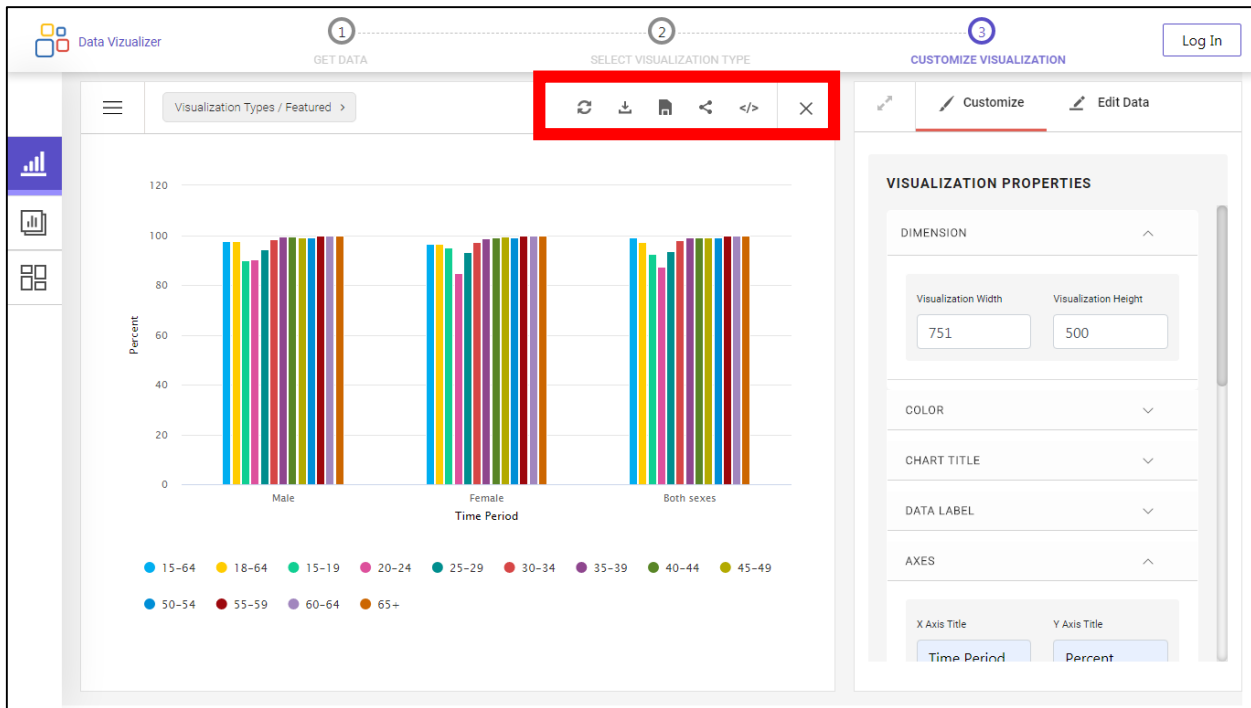 Data Vizualizer
1
GET DATA
2
SELECT VISUALIZATION TYPE
3
CUSTOMIZE VISUALIZATION
Log In
Visualization Types / Featured >
</>
Customize
Edit Data
VISUALIZATION PROPERTIES
DIMENSION
Visualization Width Visualization Height
751 500
COLOR
CHART TITLE
DATA LABEL
AXES
X Axis Title Y Axis Title
Time Period Percent
120
100
80
60
40
20
0
Percent
Male Female Both sexes
Time Period
15-64 18-64 15-19 20-24 25-29 30-34 35-39 40-44 45-49
50-54 55-59 60-64 65+